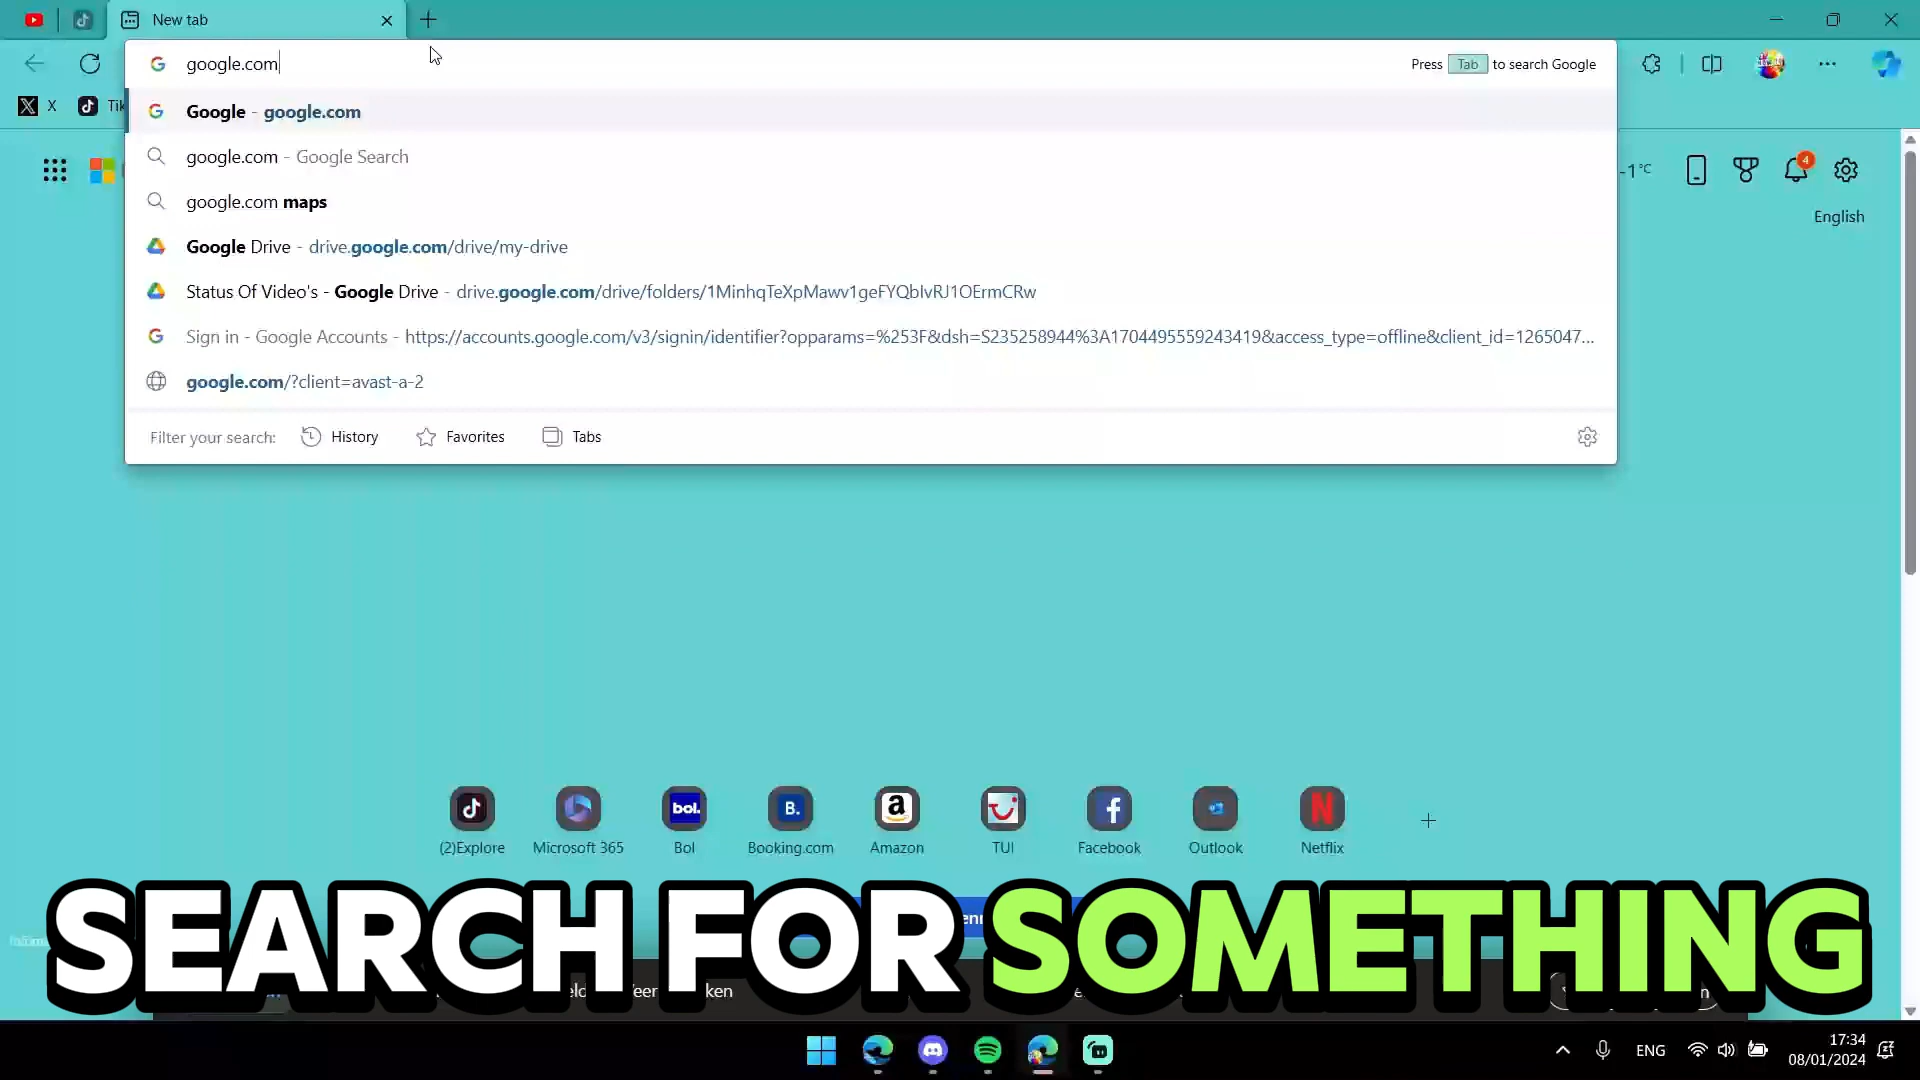 New tab
google.com
Press Tab to search Google
X
Tik
Google - google.com
google.com - Google Search
google.com maps
Google Drive - drive.google.com/drive/my-drive
Status Of Video's - Google Drive - drive.google.com/drive/folders/1MinhqTeXpMawv1geFYQblvRJ1OErmCRw
Sign in - Google Accounts - https://accounts.google.com/v3/signin/identifier?opparams=%253F&dsh=S235258944%3A1704495559243419&access_type=offline&client_id=1265047...
google.com/?client=avast-a-2
Filter your search: History Favorites Tabs
-1°C
4
English
(2)Explore
Microsoft 365
bol.
Bol
B.
Booking.com
a
Amazon
TUI
Facebook
Outlook
N
Netflix
SEARCH FOR SOMETHING
ENG
17:34
08/01/2024